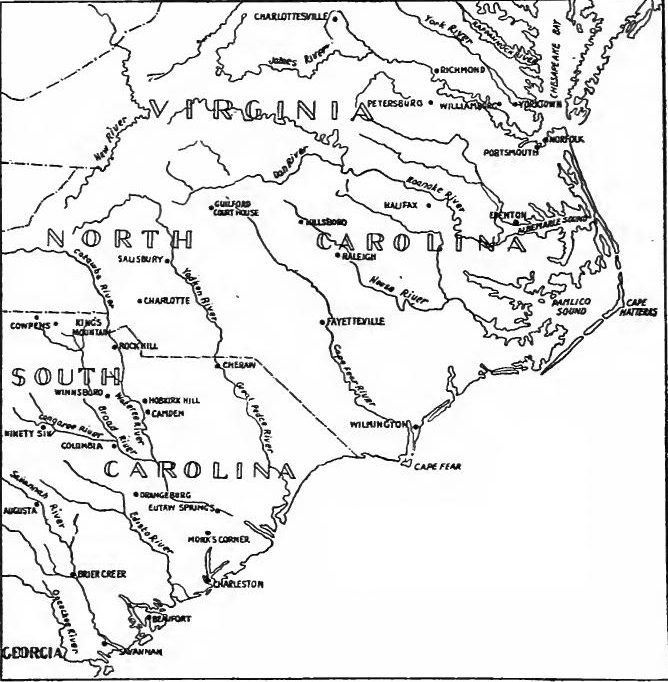 CHARLOTTESVILLE
York River
RAPPAHANNOCK RIVER
CHESAPEAKE BAY
James River
RICHMOND
VIRGINIA
PETERSBURG
WILLIAMBURG
YORKTOWN
New River
NORFOLK
PORTSMOUTH
Dan River
Roanoke River
GUILFORD
COURT HOUSE
HALIFAX
HILLSBORO
EDENTON
ALBEMARLE SOUND
NORTH CAROLINA
RALEIGH
SALISBURY
Catawba River
Yadkin River
Neuse River
CHARLOTTE
PAMLICO
SOUND
CAPE
HATTERAS
COWPENS
KINGS
MOUNTAIN
FAYETTEVILLE
ROCK HILL
Cape Fear River
CHERAW
SOUTH
WINNSBORO
Wateree River
HOBKIRK HILL
CAMDEN
Great Pedee River
Congaree River
Broad River
WILMINGTON
NINETY SIX
COLUMBIA
CAROLINA
CAPE FEAR
Savannah River
ORANGEBURG
EUTAW SPRINGS
AUGUSTA
Edisto River
MONK'S CORNER
BRIER CREEK
CHARLESTON
Ogeechee River
BEAUFORT
GEORGIA
SAVANNAH